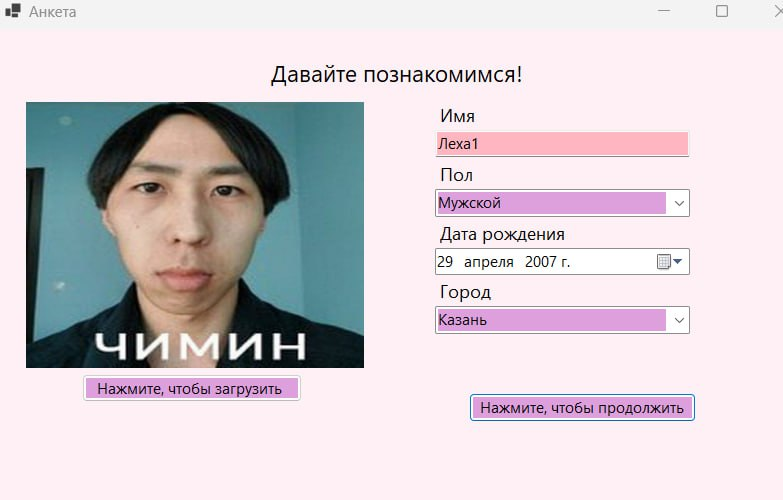 Анкета
Давайте познакомимся!
ЧИМИН
Нажмите, чтобы загрузить
Имя
Леха1
Пол
Мужской
Дата рождения
29 апреля 2007 г.
Город
Казань
Нажмите, чтобы продолжить